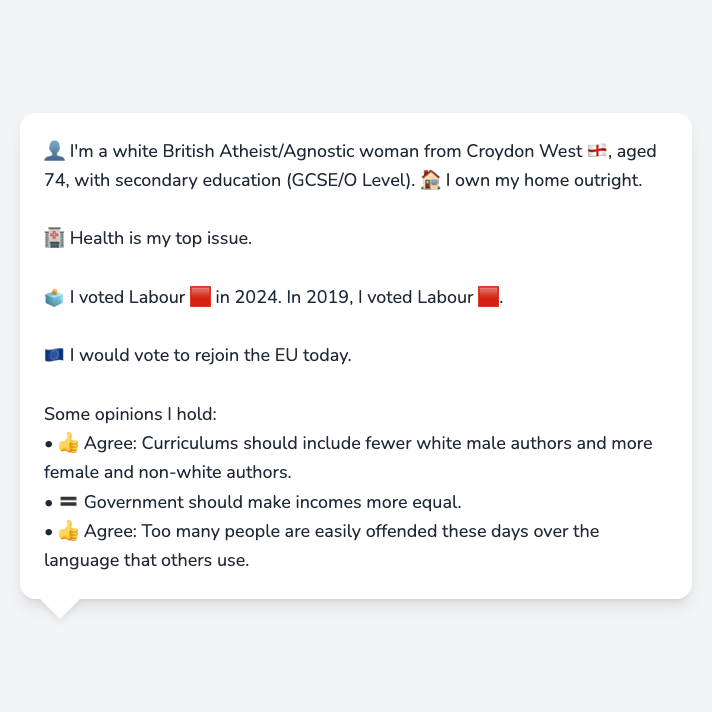 👤 I'm a white British Atheist/Agnostic woman from Croydon West 🏴󠁧󠁢󠁥󠁮󠁧󠁿, aged
74, with secondary education (GCSE/O Level). 🏠 I own my home outright.
🏥 Health is my top issue.
🗳️ I voted Labour 🟥 in 2024. In 2019, I voted Labour 🟥.
🇪🇺 I would vote to rejoin the EU today.
Some opinions I hold:
• 👍 Agree: Curriculums should include fewer white male authors and more
female and non-white authors.
• 🟰 Government should make incomes more equal.
• 👍 Agree: Too many people are easily offended these days over the
language that others use.